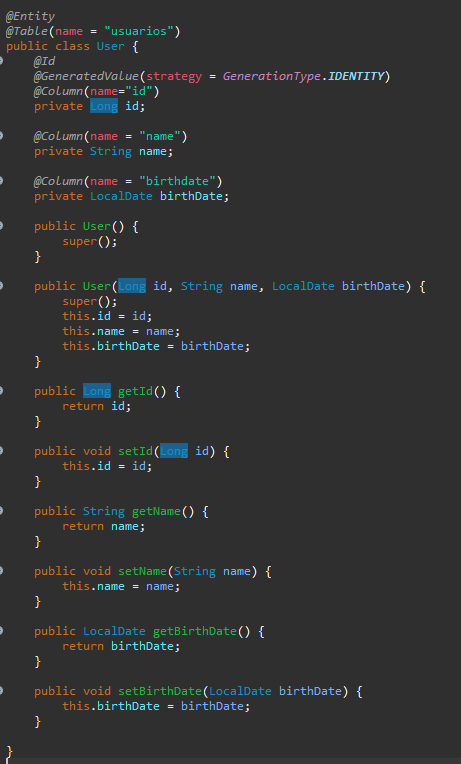 @Entity
@Table(name = "usuarios")
public class User {
    @Id
    @GeneratedValue(strategy = GenerationType.IDENTITY)
    @Column(name="id")
    private Long id;

    @Column(name = "name")
    private String name;

    @Column(name = "birthdate")
    private LocalDate birthDate;

    public User() {
        super();
    }

    public User(Long id, String name, LocalDate birthDate) {
        super();
        this.id = id;
        this.name = name;
        this.birthDate = birthDate;
    }

    public Long getId() {
        return id;
    }

    public void setId(Long id) {
        this.id = id;
    }

    public String getName() {
        return name;
    }

    public void setName(String name) {
        this.name = name;
    }

    public LocalDate getBirthDate() {
        return birthDate;
    }

    public void setBirthDate(LocalDate birthDate) {
        this.birthDate = birthDate;
    }

}